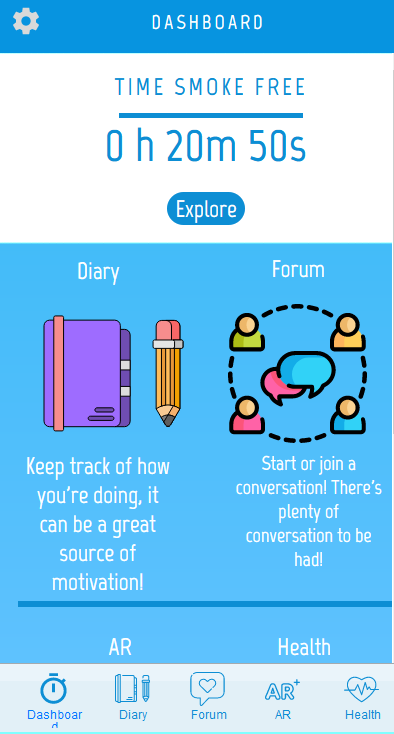 DASHBOARD
TIME SMOKE FREE
0 h 20m 50s
Explore
Diary
Forum
Keep track of how
you're doing, it
can be a great
source of
motivation!
Start or join a
conversation! There's
plenty of
conversation to be
had!
AR
Health
AR+
Dashboar
d
Diary
Forum
AR
Health